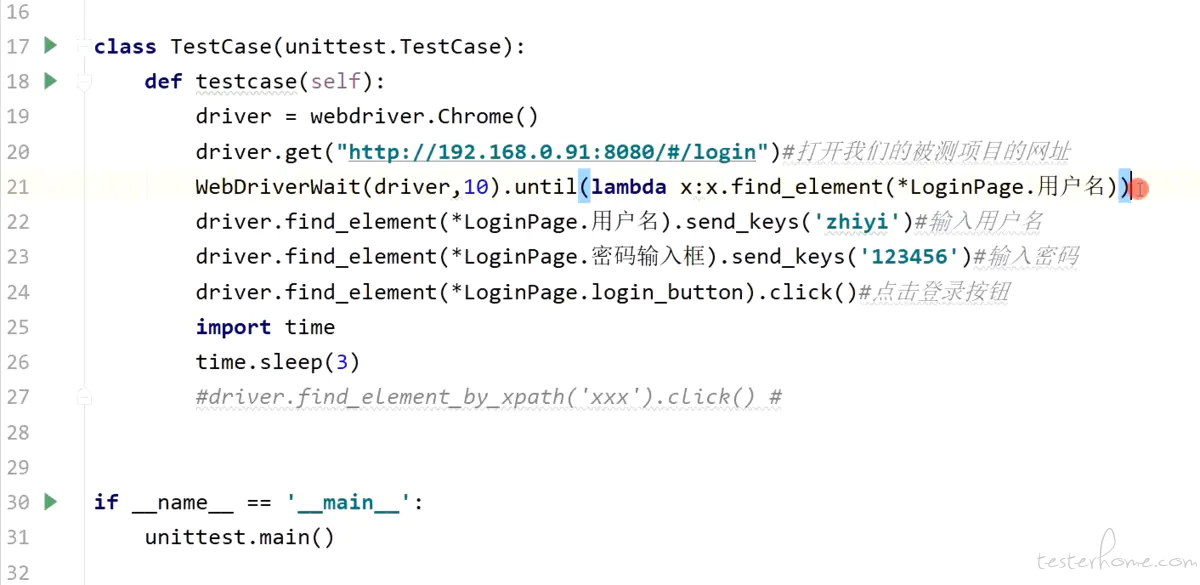 16
17 class TestCase(unittest.TestCase):
18 def testcase(self):
19 driver = webdriver.Chrome()
20 driver.get("http://192.168.0.91:8080/#/login")#打开我们的被测项目的网址
21 WebDriverWait(driver,10).until(lambda x:x.find_element(*LoginPage.用户名))
22 driver.find_element(*LoginPage.用户名).send_keys('zhiyi')#输入用户名
23 driver.find_element(*LoginPage.密码输入框).send_keys('123456')#输入密码
24 driver.find_element(*LoginPage.login_button).click()#点击登录按钮
25 import time
26 time.sleep(3)
27 #driver.find_element_by_xpath('xxx').click() #
28
29
30 if __name__ == '__main__':
31 unittest.main()
32
testerhome.com